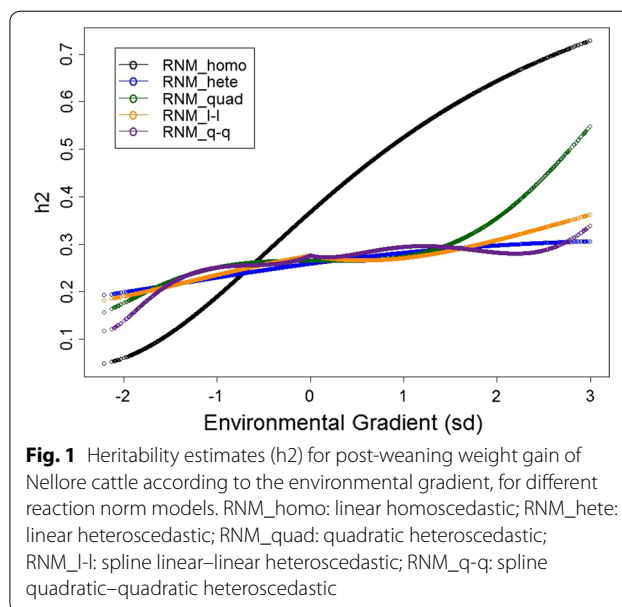 0.7
0.6
0.5
0.4
0.3
0.2
0.1
h2
RNM_homo
RNM_hete
RNM_quad
RNM_l-l
RNM_q-q
-2
-1
0
1
2
3
Environmental Gradient (sd)
Fig. 1 Heritability estimates (h2) for post-weaning weight gain of
Nellore cattle according to the environmental gradient, for different
reaction norm models. RNM_homo: linear homoscedastic; RNM_hete:
linear heteroscedastic; RNM_quad: quadratic heteroscedastic;
RNM_l-l: spline linear–linear heteroscedastic; RNM_q-q: spline
quadratic–quadratic heteroscedastic